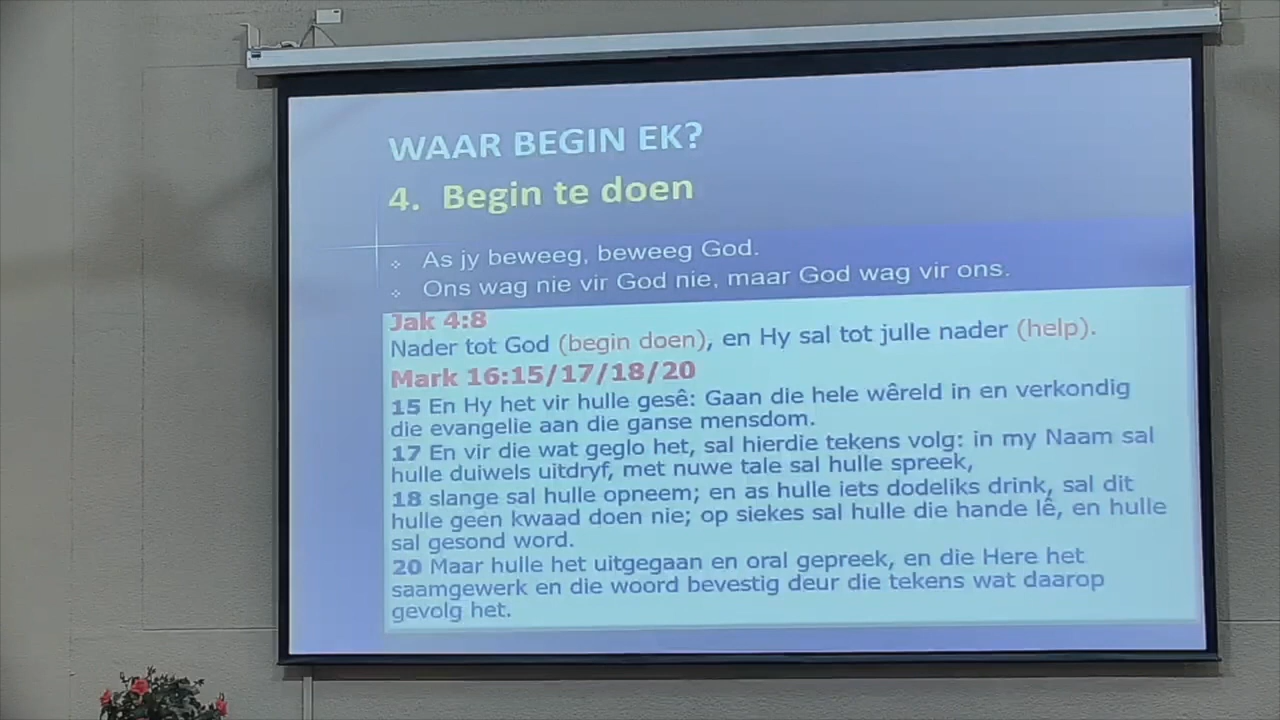 WAAR BEGIN EK?
4. Begin te doen
As jy beweeg, beweeg God.
Ons wag nie vir God nie, maar God wag vir ons.
Jak 4:8
Nader tot God (begin doen), en Hy sal tot julle nader (help).
Mark 16:15/17/18/20
15 En Hy het vir hulle gesê: Gaan die hele wêreld in en verkondig
die evangelie aan die ganse mensdom.
17 En vir die wat geglo het, sal hierdie tekens volg: in my Naam sal
hulle duiwels uitdryf, met nuwe tale sal hulle spreek,
18 slange sal hulle opneem; en as hulle iets dodeliks drink, sal dit
hulle geen kwaad doen nie; op siekes sal hulle die hande lê, en hulle
sal gesond word.
20 Maar hulle het uitgegaan en oral gepreek, en die Here het
saamgewerk en die woord bevestig deur die tekens wat daarop
gevolg het.